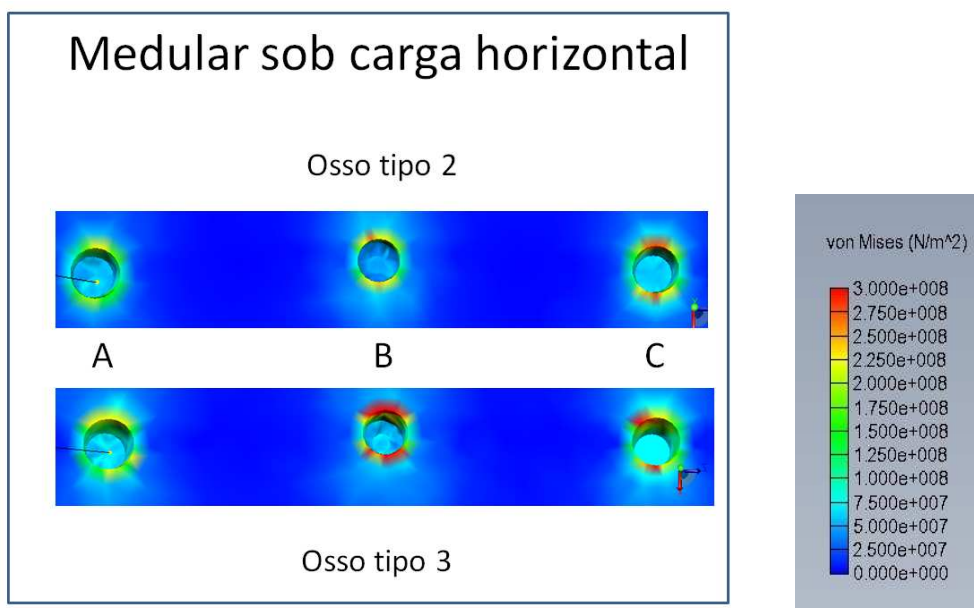 Medular sob carga horizontal
Osso tipo 2
A B C
Osso tipo 3
von Mises (N/m^2)
3.000e+008
2.750e+008
2.500e+008
2.250e+008
2.000e+008
1.750e+008
1.500e+008
1.250e+008
1.000e+008
7.500e+007
5.000e+007
2.500e+007
0.000e+000